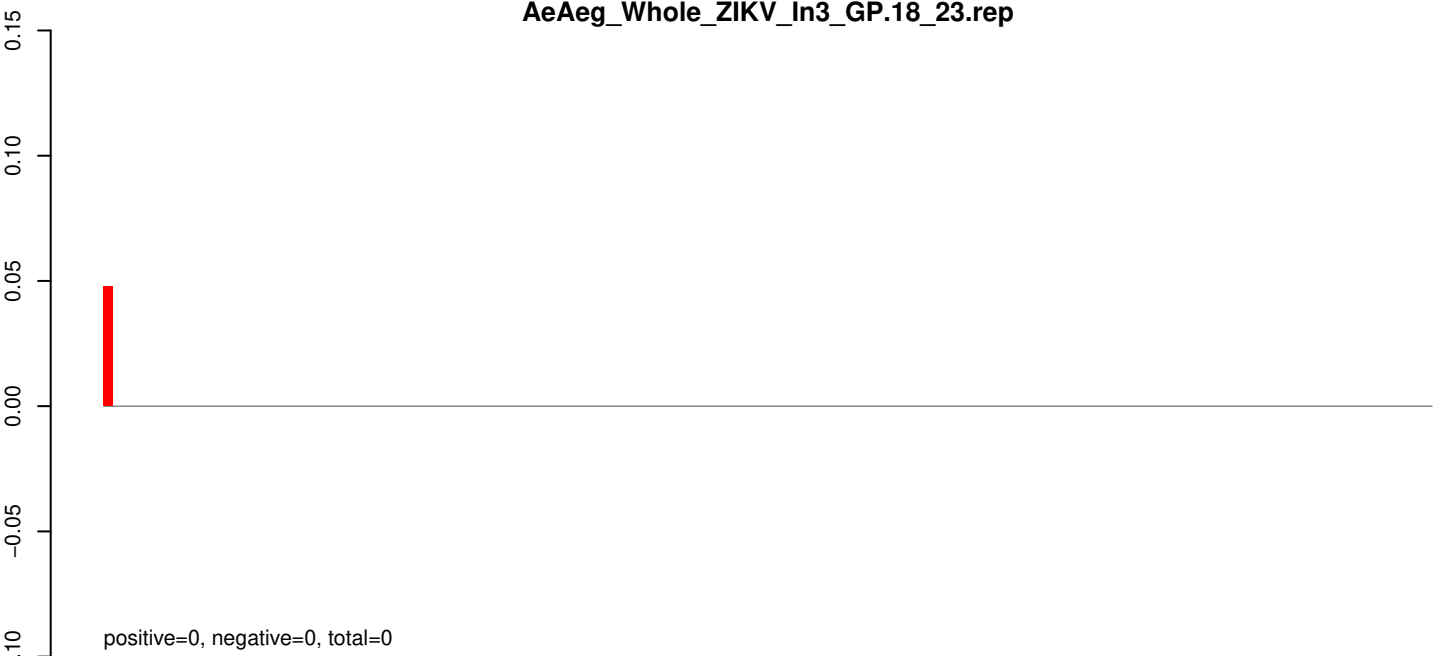 AeAeg_Whole_ZIKV_In3_GP.18_23.rep
0.15
0.10
0.05
0.00
−0.05
positive=0, negative=0, total=0